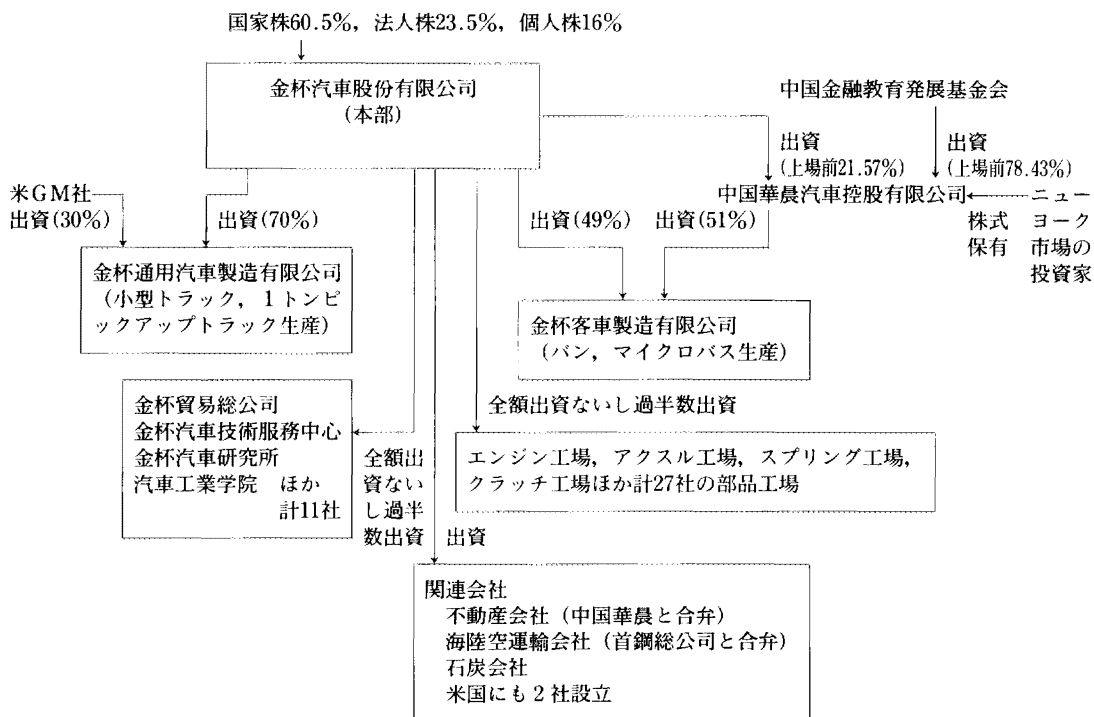 国家株60.5%，法人株23.5%，個人株16%
金杯汽車股份有限公司
（本部）
中国金融教育発展基金会
出資
（上場前21.57%）
出資
（上場前78.43%）
中国華晨汽車控股有限公司
ニュー
ヨーク
市場の
投資家
株式
保有
米GM社
出資(30%)
出資(70%)
出資(49%)
出資(51%)
金杯通用汽車製造有限公司
（小型トラック，1トンピ
ックアップトラック生産）
金杯客車製造有限公司
（バン，マイクロバス生産）
金杯貿易総公司
金杯汽車技術服務中心
金杯汽車研究所
汽車工業学院　ほか
計11社
全額出
資ない
し過半
数出資
全額出資ないし過半数出資
エンジン工場，アクスル工場，スプリング工場，
クラッチ工場ほか計27社の部品工場
出資
関連会社
不動産会社（中国華晨と合弁）
海陸空運輸会社（首鋼総公司と合弁）
石炭会社
米国にも2社設立